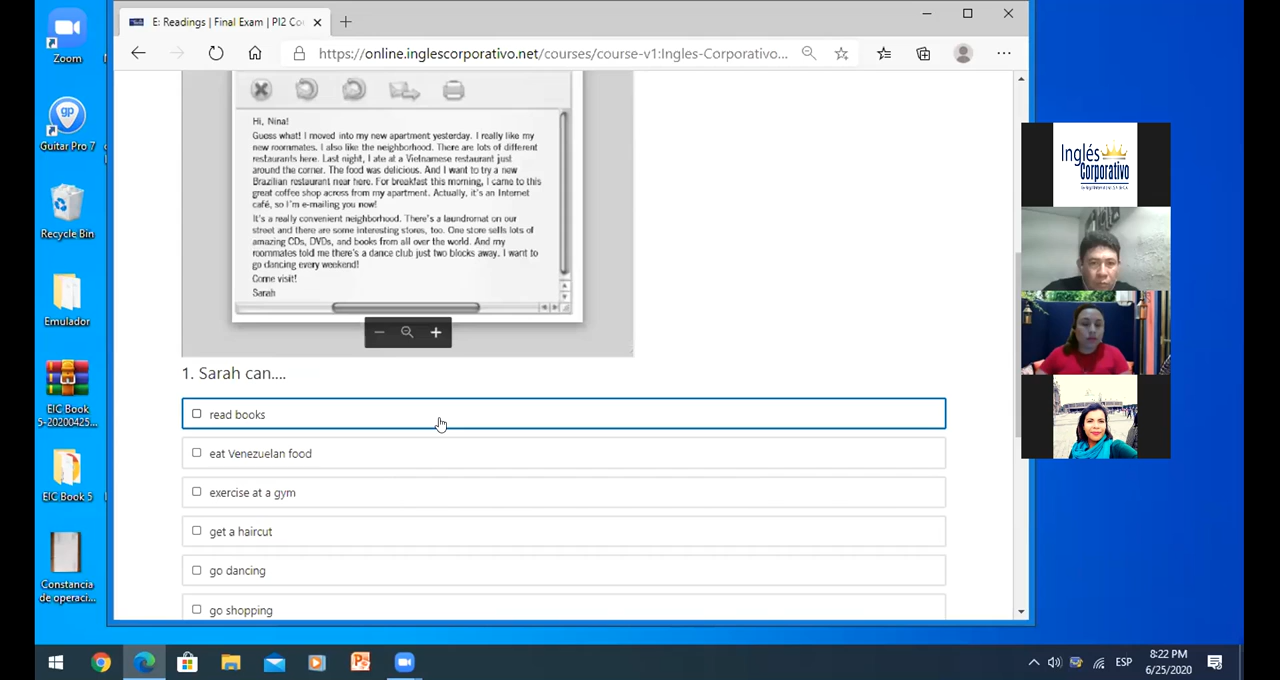 Zoom
E: Readings | Final Exam | PI2 Co
https://online.inglescorporativo.net/courses/course-v1:Ingles-Corporativo...
Guitar Pro 7
Recycle Bin
Emulador
EIC Book
5-20200425...
EIC Book 5
Constancia
de operaci...
Hi, Nina!
Guess what! I moved into my new apartment yesterday. I really like my
new roommates. I also like the neighborhood. There are lots of different
restaurants here. Last night, I ate at a Vietnamese restaurant just
around the corner. The food was delicious. And I want to try a new
Brazilian restaurant near here. For breakfast this morning, I came to this
great coffee shop across from my apartment. Actually, it's an Internet
café, so I'm e-mailing you now!
It's a really convenient neighborhood. There's a laundromat on our
street and there are some interesting stores, too. One store sells lots of
amazing CDs, DVDs, and books from all over the world. And my
roommates told me there's a dance club just two blocks away. I want to
go dancing every weekend!
Come visit!
Sarah
1. Sarah can....
read books
eat Venezuelan food
exercise at a gym
get a haircut
go dancing
go shopping
Inglés
Corporativo
ESP
8:22 PM
6/25/2020